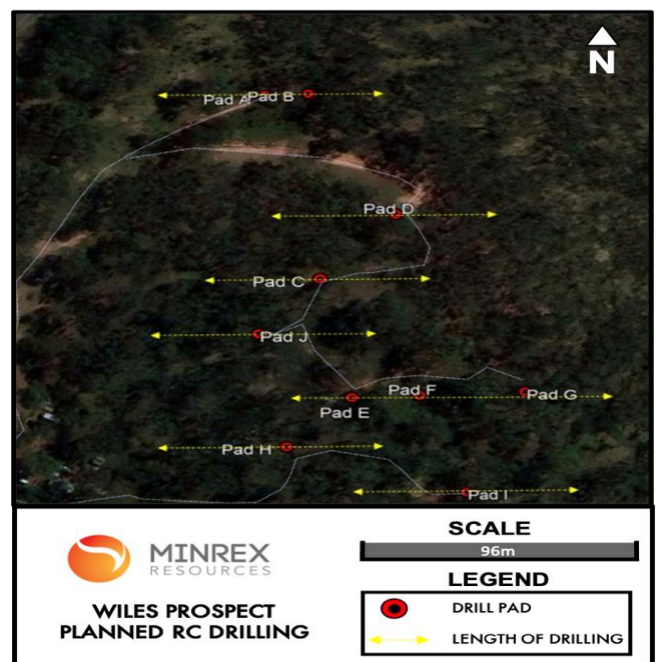 N
Pad A Pad B
Pad D
Pad C
Pad J
Pad F
Pad G
Pad E
Pad H
Pad I
MINREX
RESOURCES
WILES PROSPECT
PLANNED RC DRILLING
SCALE
96m
LEGEND
DRILL PAD
LENGTH OF DRILLING